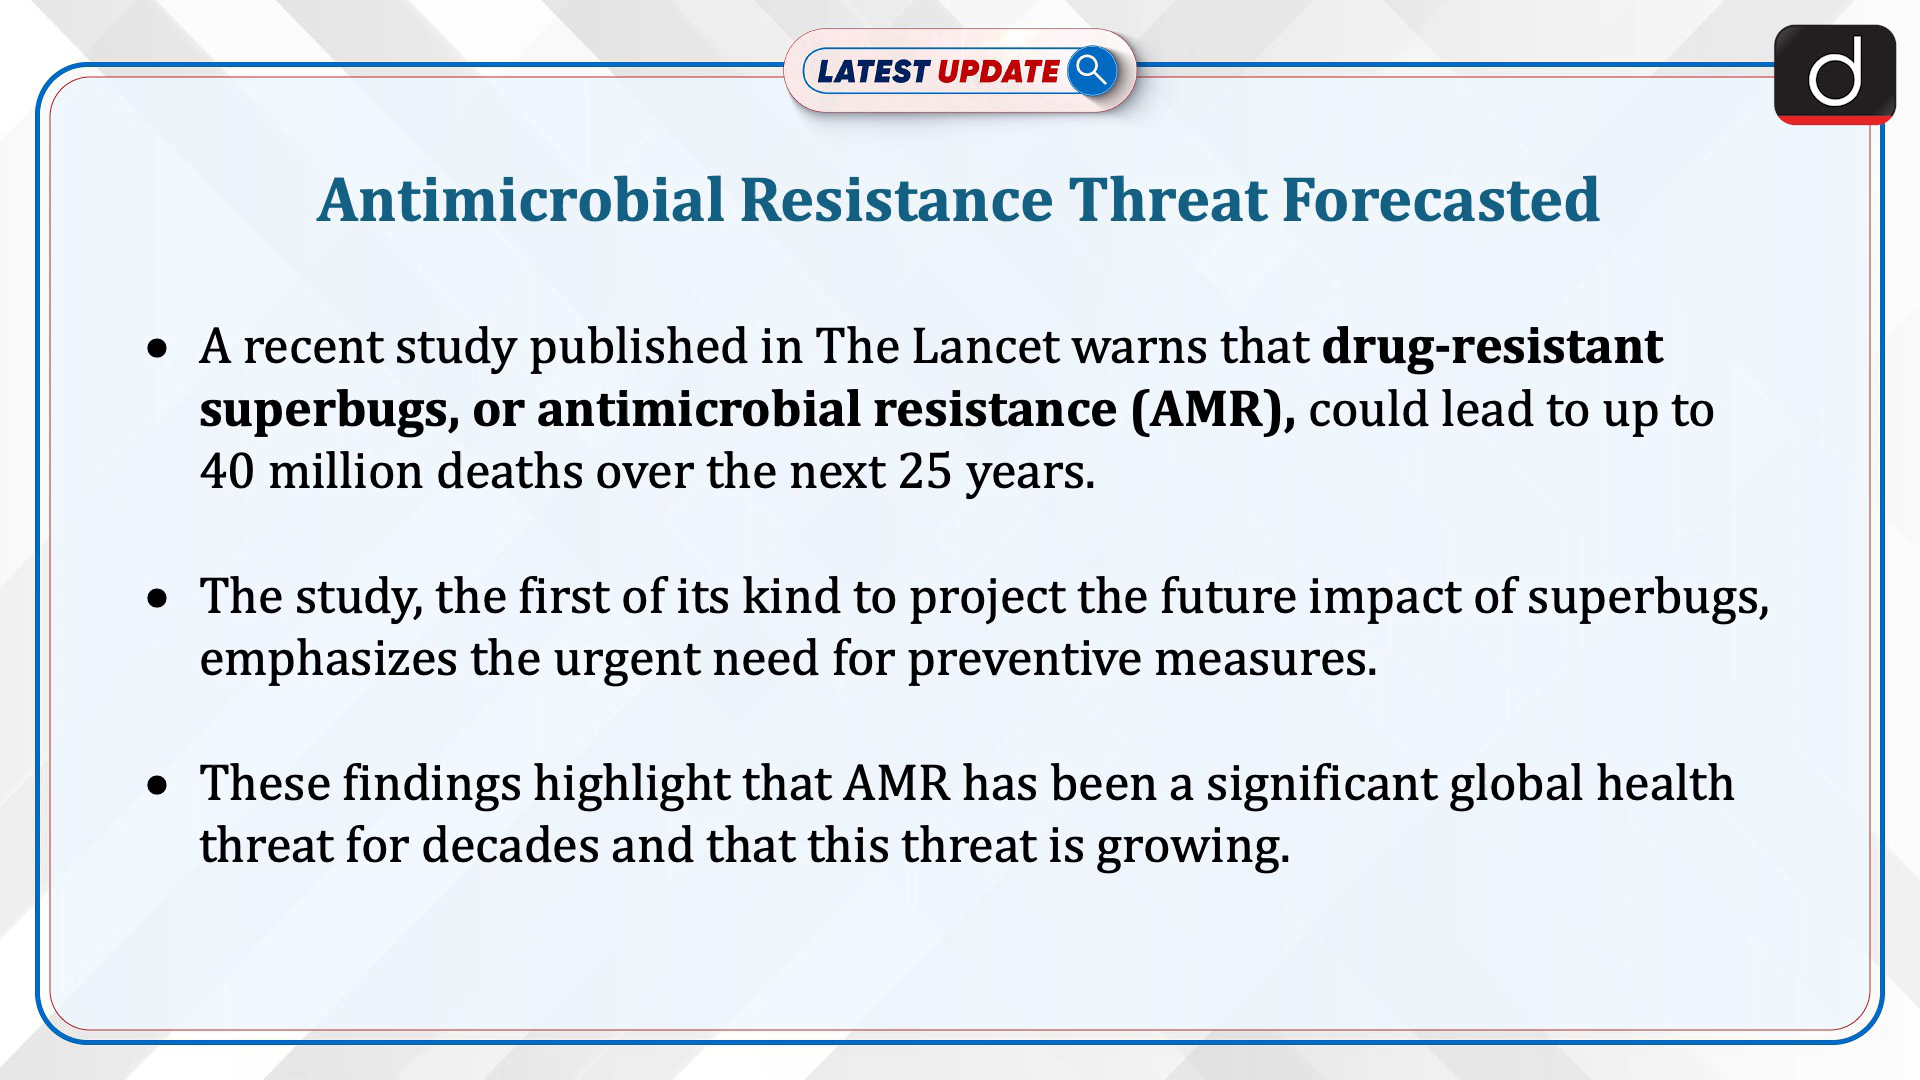 LATEST UPDATE
d
Antimicrobial Resistance Threat Forecasted
• A recent study published in The Lancet warns that drug-resistant
superbugs, or antimicrobial resistance (AMR), could lead to up to
40 million deaths over the next 25 years.
• The study, the first of its kind to project the future impact of superbugs,
emphasizes the urgent need for preventive measures.
• These findings highlight that AMR has been a significant global health
threat for decades and that this threat is growing.